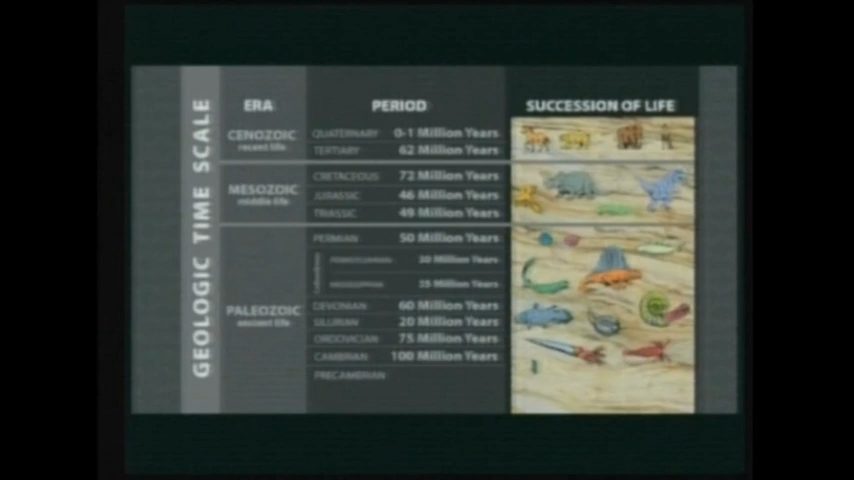 GEOLOGIC TIME SCALE
ERA PERIOD SUCCESSION OF LIFE
CENOZOIC
recent life
QUATERNARY 0-1 Million Years
TERTIARY 62 Million Years
MESOZOIC
middle life
CRETACEOUS 72 Million Years
JURASSIC 46 Million Years
TRIASSIC 49 Million Years
PALEOZOIC
ancient life
PERMIAN 50 Million Years
30 Million Years
35 Million Years
DEVONIAN 60 Million Years
SILURIAN 20 Million Years
ORDOVICIAN 75 Million Years
CAMBRIAN 100 Million Years
PRECAMBRIAN